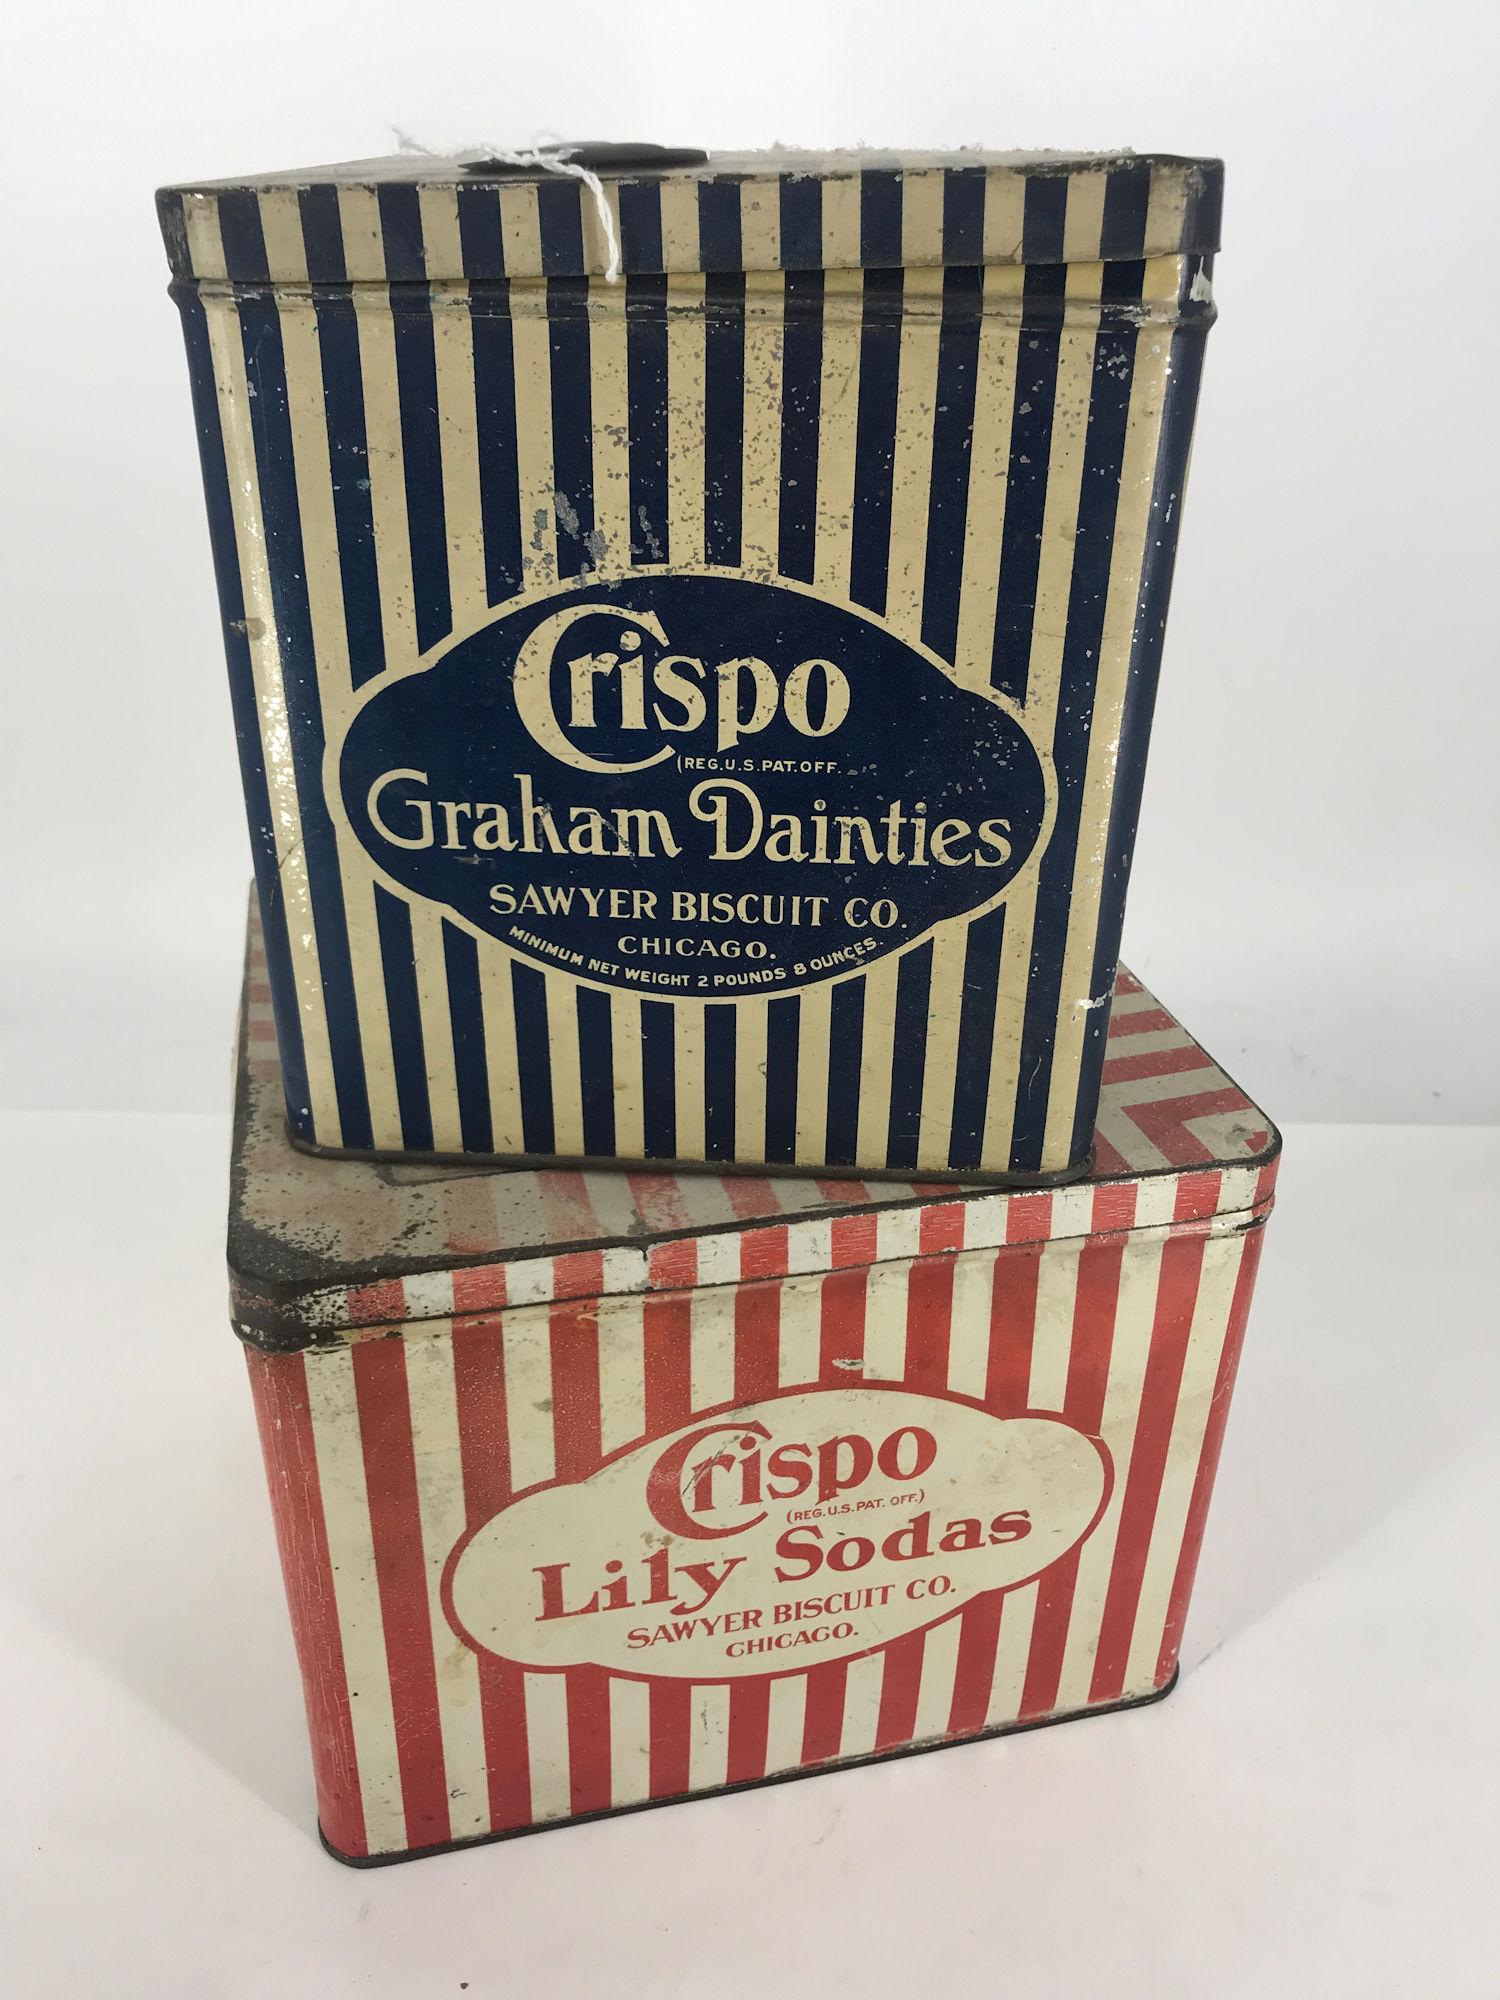 Crispo
(REG.U.S.PAT.OFF.
Graham Dainties
SAWYER BISCUIT CO.
CHICAGO.
MINIMUM NET WEIGHT 2 POUNDS 8 OUNCES.
Crispo
(REG.U.S.PAT. OFF.)
Lily Sodas
SAWYER BISCUIT CO.
CHICAGO.